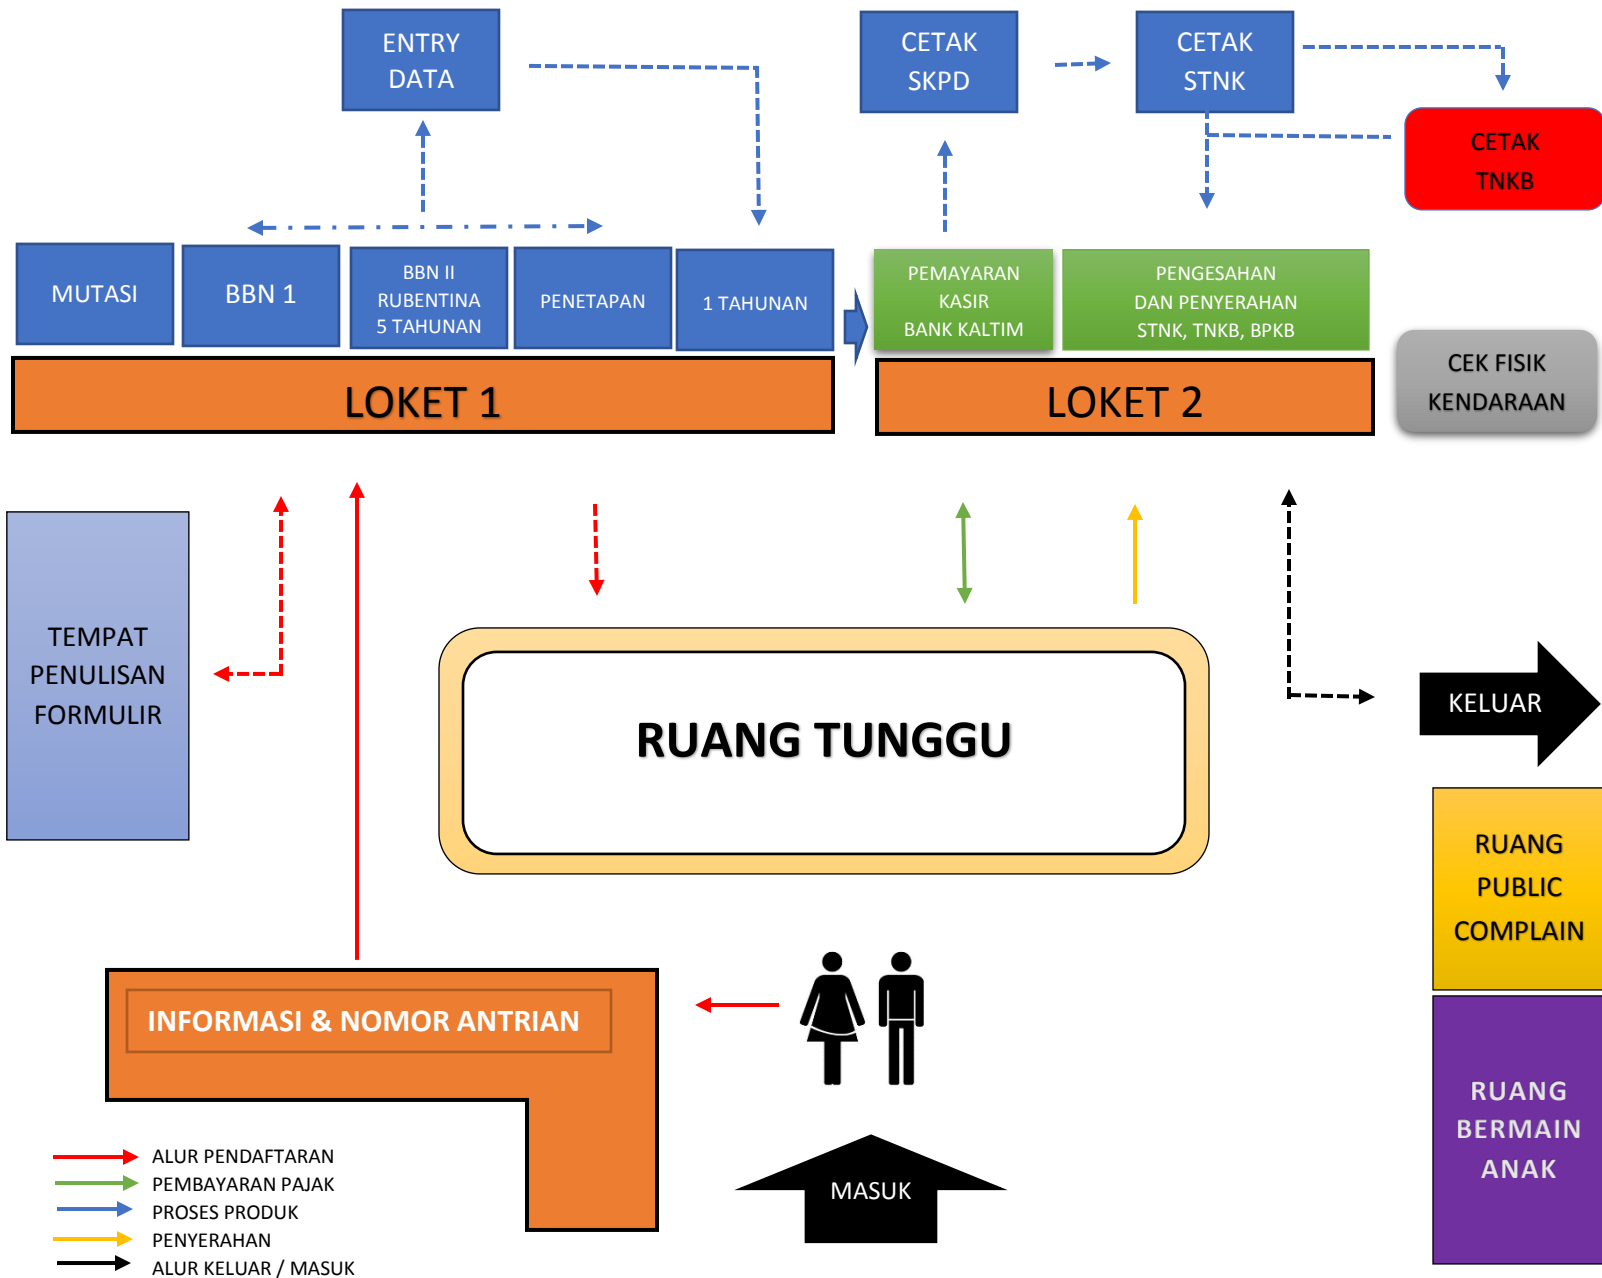 ENTRY
DATA
CETAK
SKPD
CETAK
STNK
CETAK
TNKB
MUTASI
BBN 1
BBN II
RUBENTINA
5 TAHUNAN
PENETAPAN
1 TAHUNAN
PEMAYARAN
KASIR
BANK KALTIM
PENGESAHAN
DAN PENYERAHAN
STNK, TNKB, BPKB
CEK FISIK
KENDARAAN
LOKET 1
LOKET 2
TEMPAT
PENULISAN
FORMULIR
RUANG TUNGGU
KELUAR
RUANG
PUBLIC
COMPLAIN
INFORMASI & NOMOR ANTRIAN
RUANG
BERMAIN
ANAK
MASUK
ALUR PENDAFTARAN
PEMBAYARAN PAJAK
PROSES PRODUK
PENYERAHAN
ALUR KELUAR / MASUK